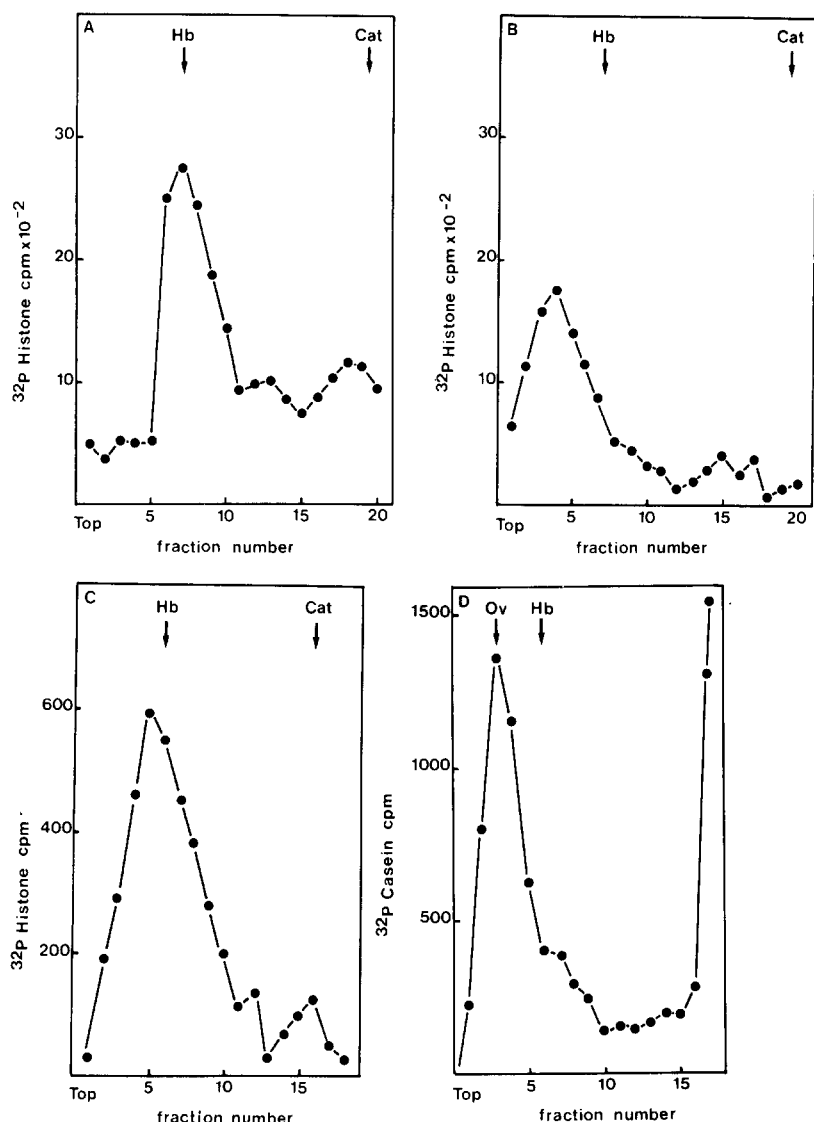 A
Hb
Cat
30
20
10
32P Histone cpm x 10-2
Top
5
10
15
20
fraction number
B
Hb
Cat
30
20
10
32P Histone cpm x 10-2
Top
5
10
15
20
fraction number
C
Hb
Cat
600
400
200
32P Histone cpm
Top
5
10
15
fraction number
D
Ov
Hb
1500
1000
500
32P Casein cpm
Top
5
10
15
fraction number